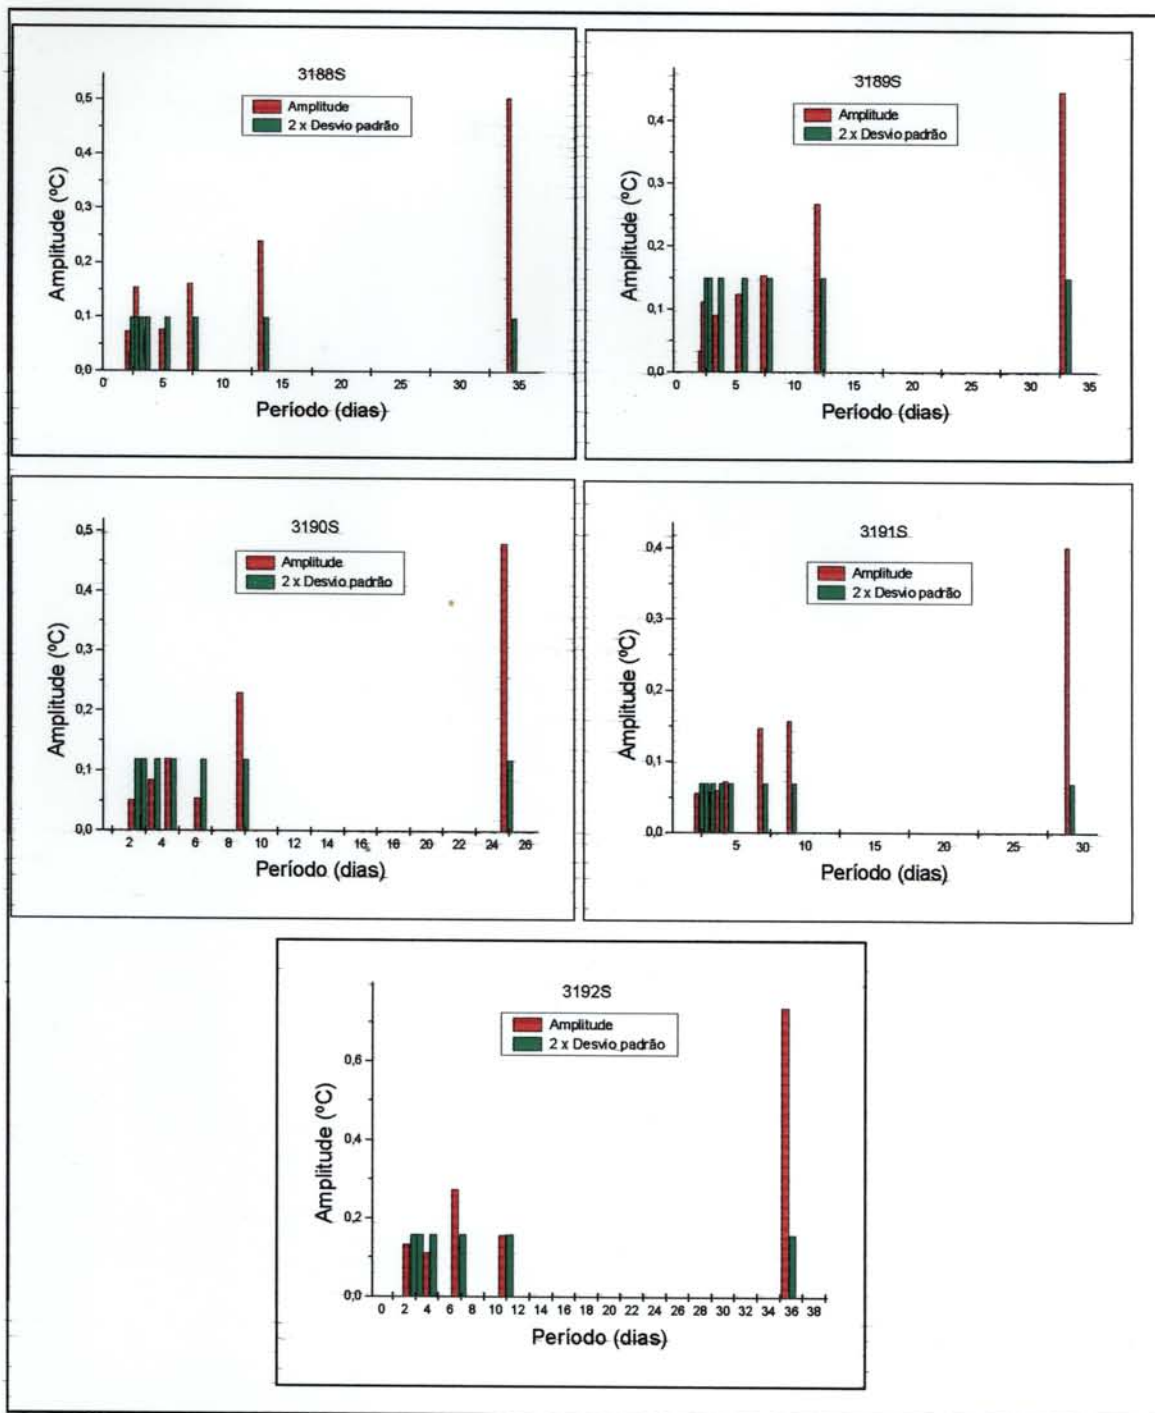 3188S
Amplitude
2 x Desvio padrão
Amplitude (ºC)
0,5
0,4
0,3
0,2
0,1
0,0
0 5 10 15 20 25 30 35
Período (dias)
3189S
Amplitude
2 x Desvio padrão
Amplitude (ºC)
0,4
0,3
0,2
0,1
0,0
0 5 10 15 20 25 30 35
Período (dias)
3190S
Amplitude
2 x Desvio padrão
Amplitude (ºC)
0,5
0,4
0,3
0,2
0,1
0,0
2 4 6 8 10 12 14 16 18 20 22 24 26
Período (dias)
3191S
Amplitude
2 x Desvio padrão
Amplitude (ºC)
0,4
0,3
0,2
0,1
0,0
5 10 15 20 25 30
Período (dias)
3192S
Amplitude
2 x Desvio padrão
Amplitude (ºC)
0,6
0,4
0,2
0,0
0 2 4 6 8 10 12 14 16 18 20 22 24 26 28 30 32 34 36 38
Período (dias)